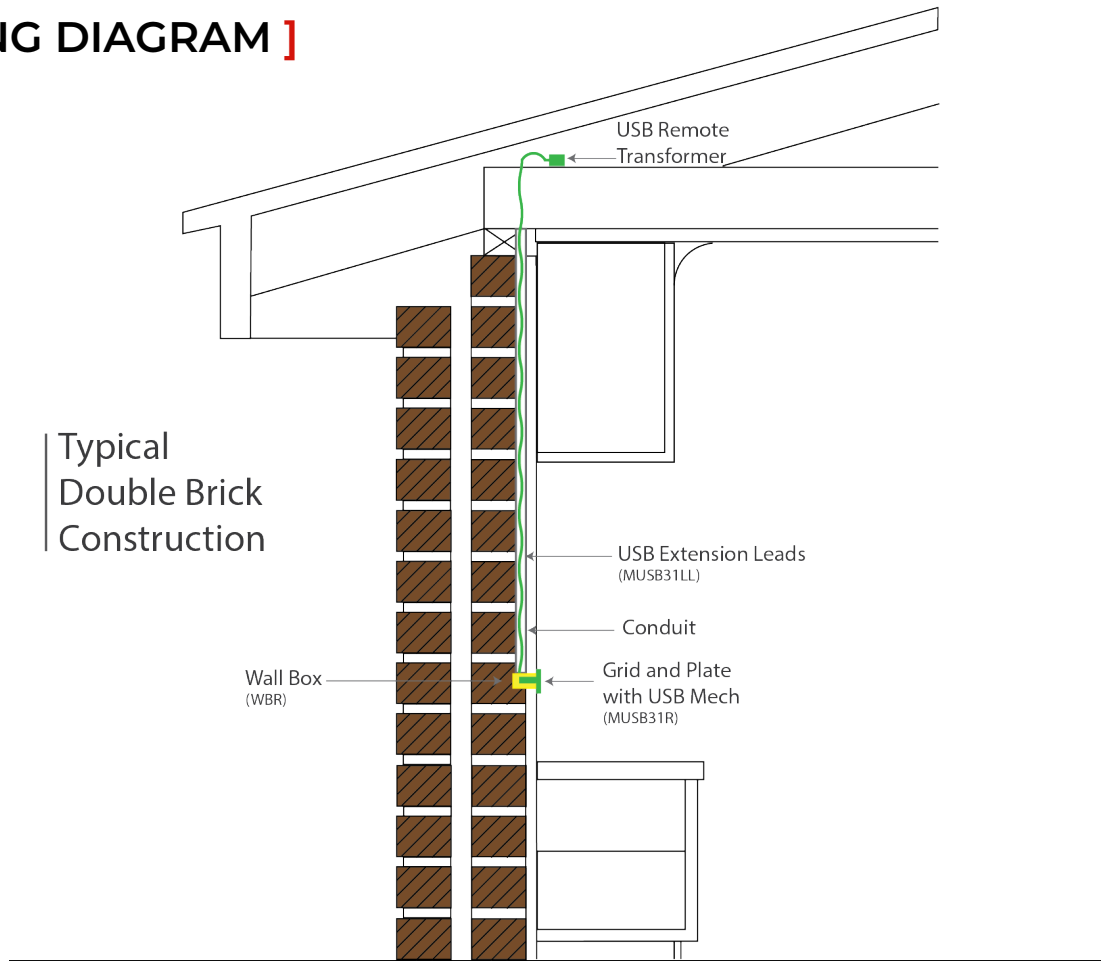 NG DIAGRAM ]
USB Remote
Transformer
Typical
Double Brick
Construction
USB Extension Leads
(MUSB31LL)
Conduit
Wall Box
(WBR)
Grid and Plate
with USB Mech
(MUSB31R)